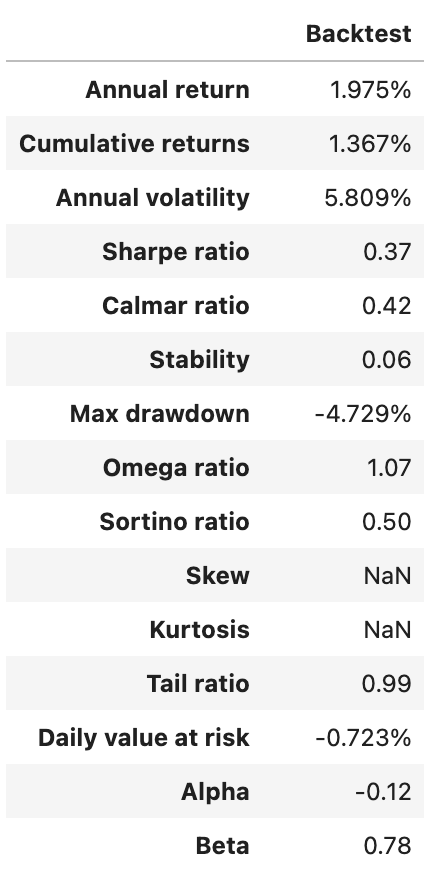 Backtest
Annual return 1.975%
Cumulative returns 1.367%
Annual volatility 5.809%
Sharpe ratio 0.37
Calmar ratio 0.42
Stability 0.06
Max drawdown -4.729%
Omega ratio 1.07
Sortino ratio 0.50
Skew NaN
Kurtosis NaN
Tail ratio 0.99
Daily value at risk -0.723%
Alpha -0.12
Beta 0.78